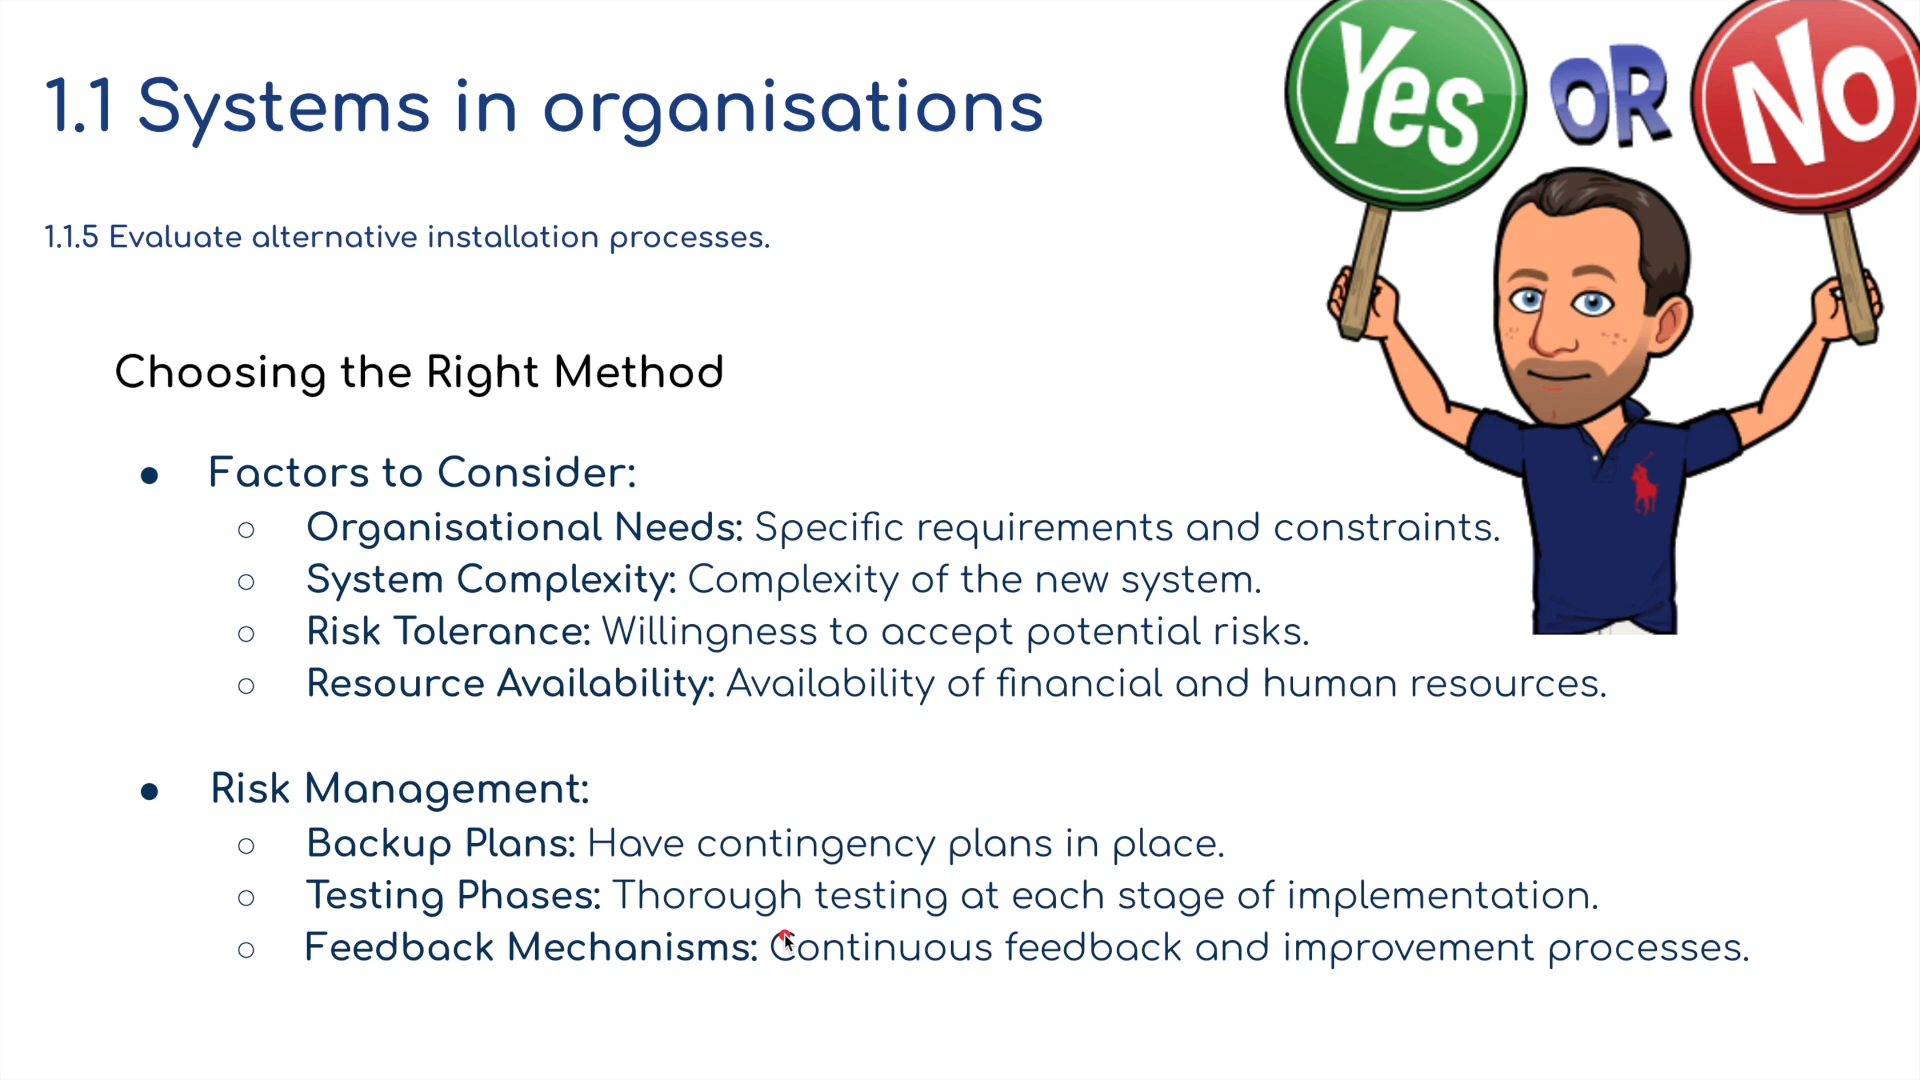 Yes OR No
1.1 Systems in organisations
1.1.5 Evaluate alternative installation processes.
Choosing the Right Method
● Factors to Consider:
○ Organisational Needs: Specific requirements and constraints.
○ System Complexity: Complexity of the new system.
○ Risk Tolerance: Willingness to accept potential risks.
○ Resource Availability: Availability of financial and human resources.
● Risk Management:
○ Backup Plans: Have contingency plans in place.
○ Testing Phases: Thorough testing at each stage of implementation.
○ Feedback Mechanisms: Continuous feedback and improvement processes.